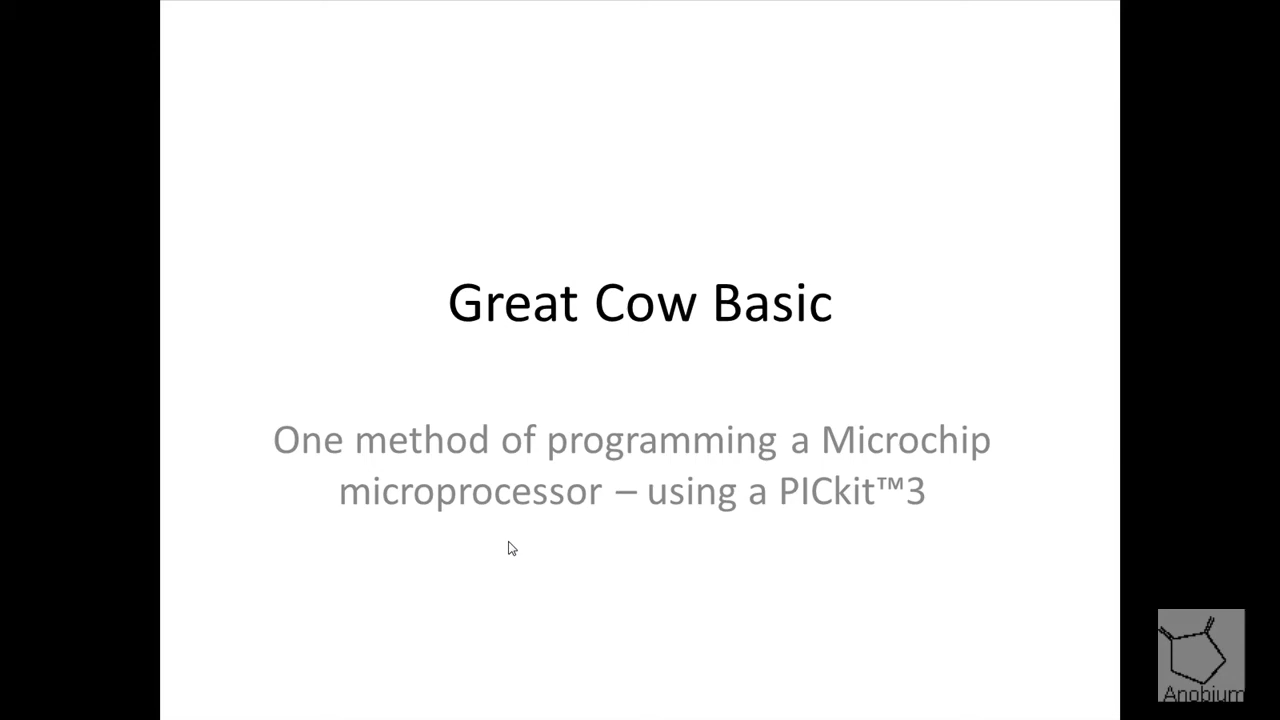 Great Cow Basic
One method of programming a Microchip
microprocessor – using a PICkit™3
Anobium